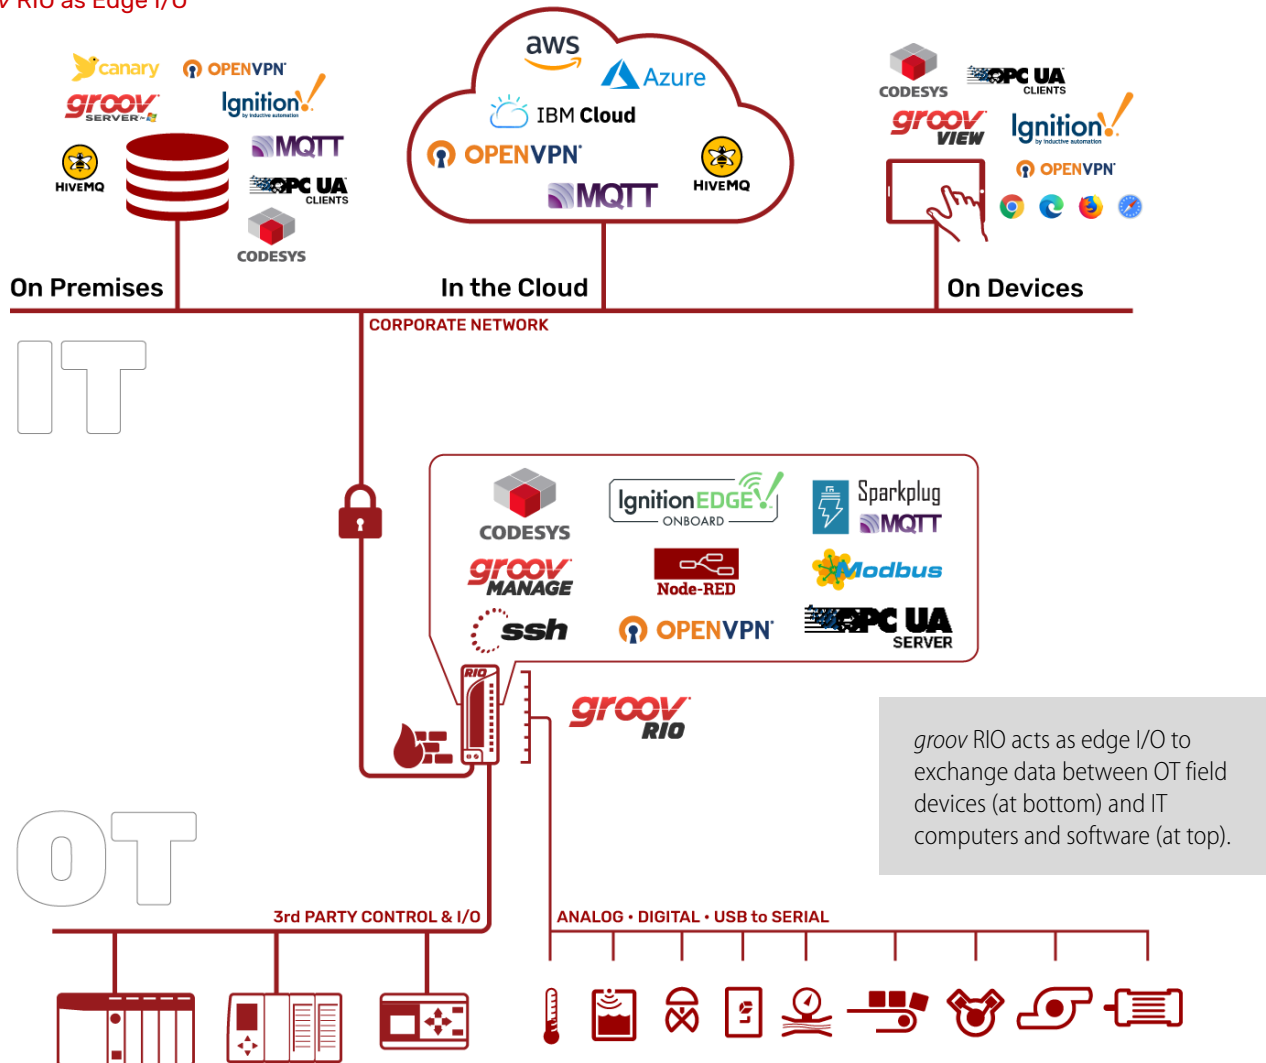 RIO as Edge I/O
canary
OPENVPN
groov
SERVER
Ignition!
by inductive automation
MQTT
HIVEMQ
OPC UA
CLIENTS
CODESYS
On Premises
aws
Azure
IBM Cloud
OPENVPN
HIVEMQ
MQTT
In the Cloud
CODESYS
OPC UA
CLIENTS
groov
VIEW
Ignition!
by inductive automation
OPENVPN
On Devices
CORPORATE NETWORK
IT
CODESYS
Ignition EDGE!
ONBOARD
Sparkplug
MQTT
groov
MANAGE
Node-RED
Modbus
ssh
OPENVPN
OPC UA
SERVER
RIO
groov
RIO
groov RIO acts as edge I/O to
exchange data between OT field
devices (at bottom) and IT
computers and software (at top).
OT
3rd PARTY CONTROL & I/O
ANALOG • DIGITAL • USB to SERIAL